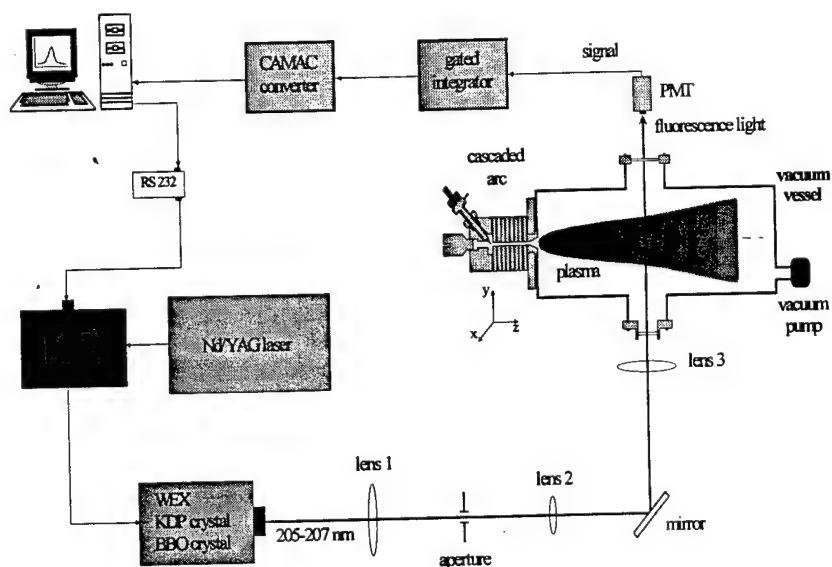 signal
CAMAC
converter
gated
integrator
PMT
fluorescence light
cascaded
arc
vacuum
vessel
RS 232
plasma
y
x
z
vacuum
pump
Nd/YAG laser
lens 3
lens 1
lens 2
WEX
KDP crystal
BBO crystal
205-207 nm
aperture
mirror